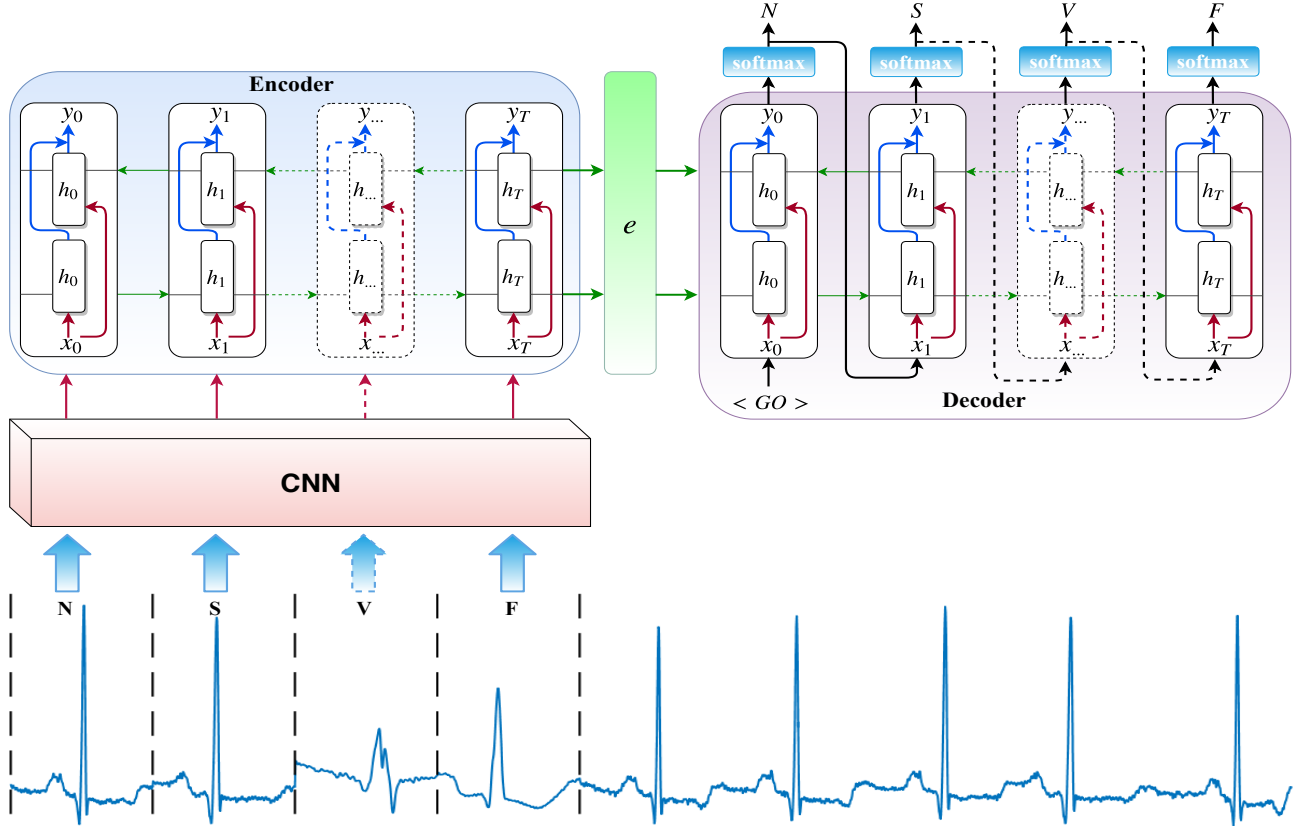 N S V F
softmax softmax softmax softmax
Encoder
y0 y1 y... yT
y0 y1 y... yT
h0 h1 h... hT
e
h0 h1 h... hT
h0 h1 h... hT
h0 h1 h... hT
x0 x1 x... xT
x0 x1 x... xT
< GO >
Decoder
CNN
N S V F